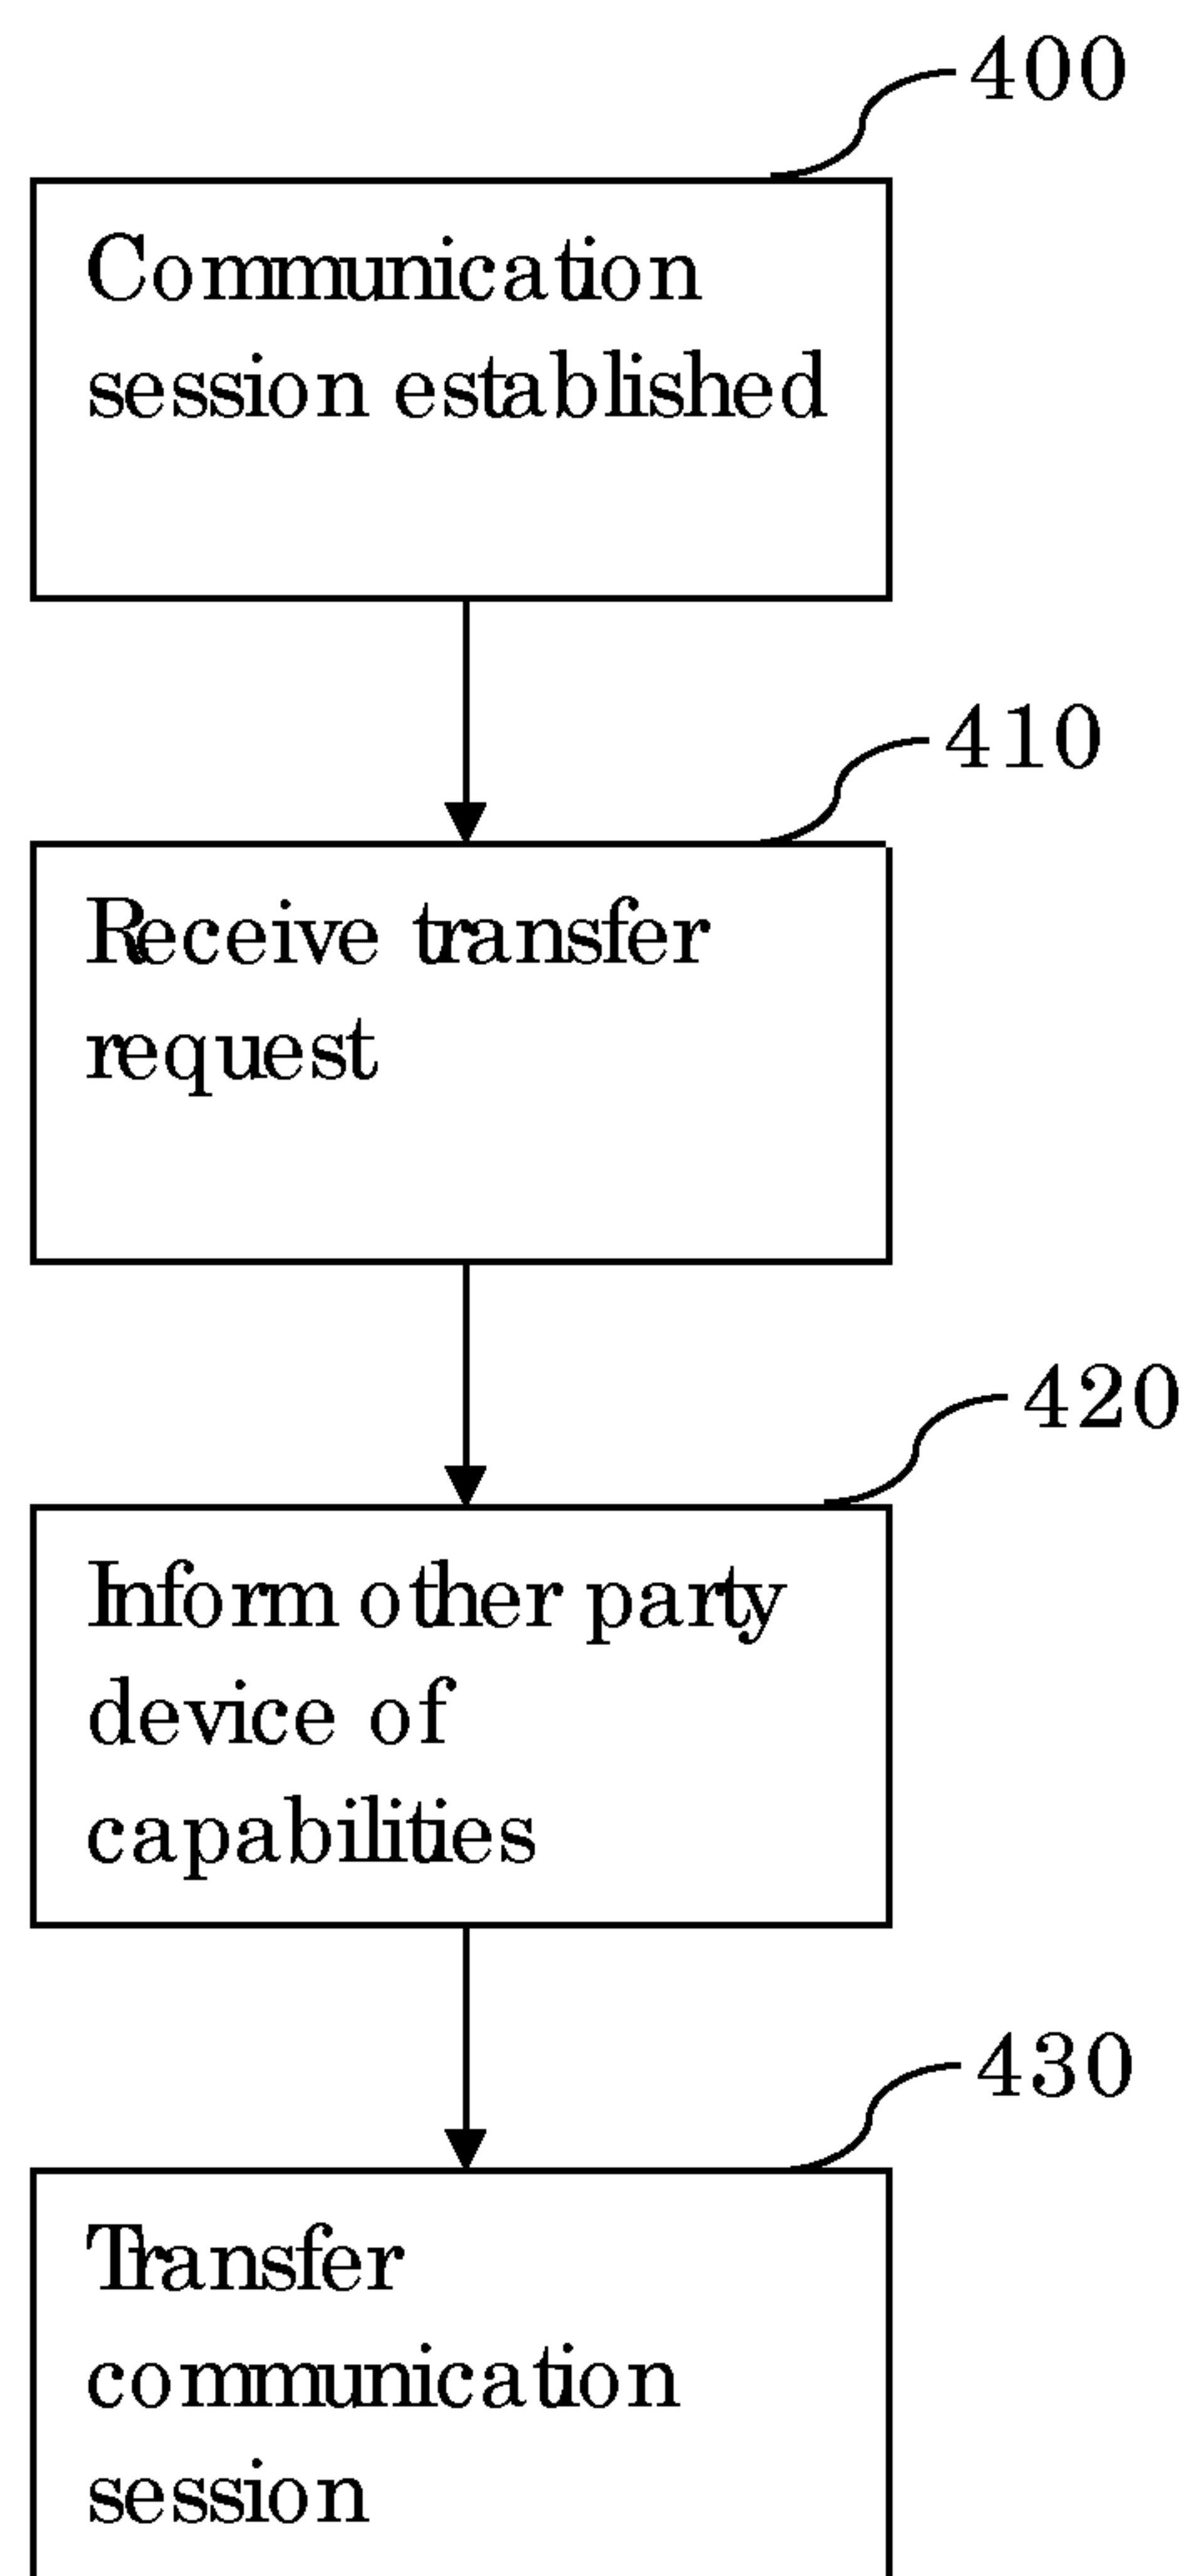 400
Communication
session established
410
Receive transfer
request
420
Inform other party
device of
capabilities
430
Transfer
communication
session